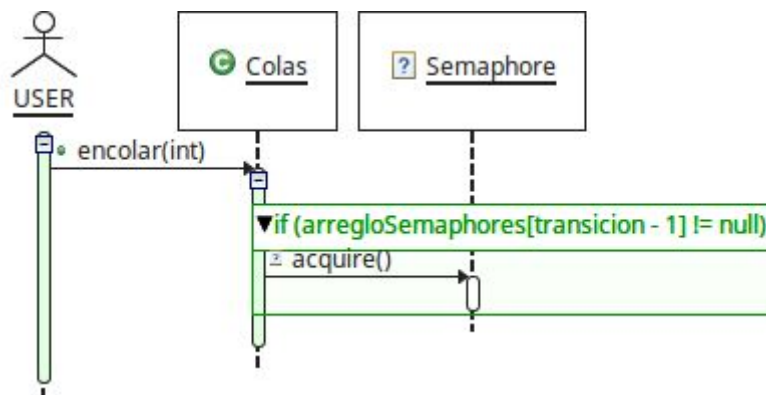 C Colas
? Semaphore
USER
encolar(int)
if (arregloSemaphores[transicion - 1] != null)
? acquire()